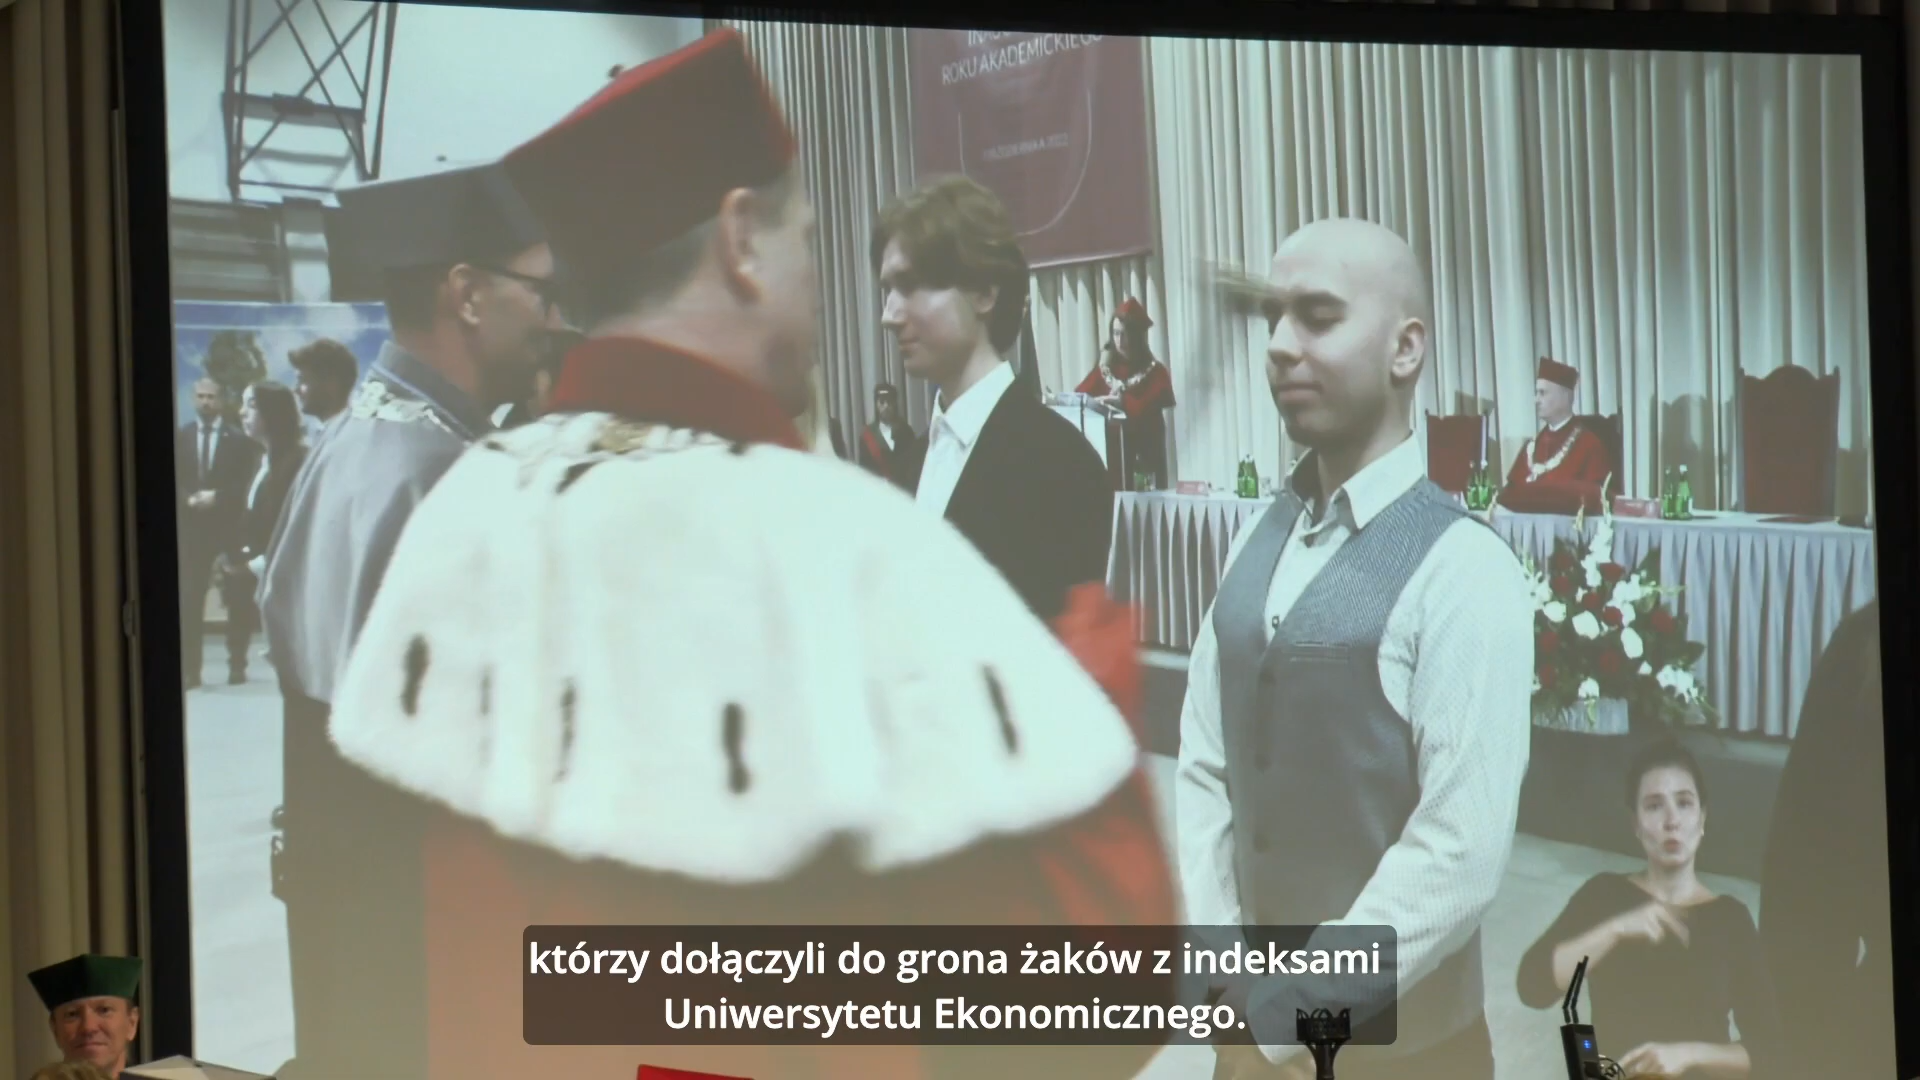 ROKU AKADEMICKIEGO
którzy dołączyli do grona żaków z indeksami
Uniwersytetu Ekonomicznego.